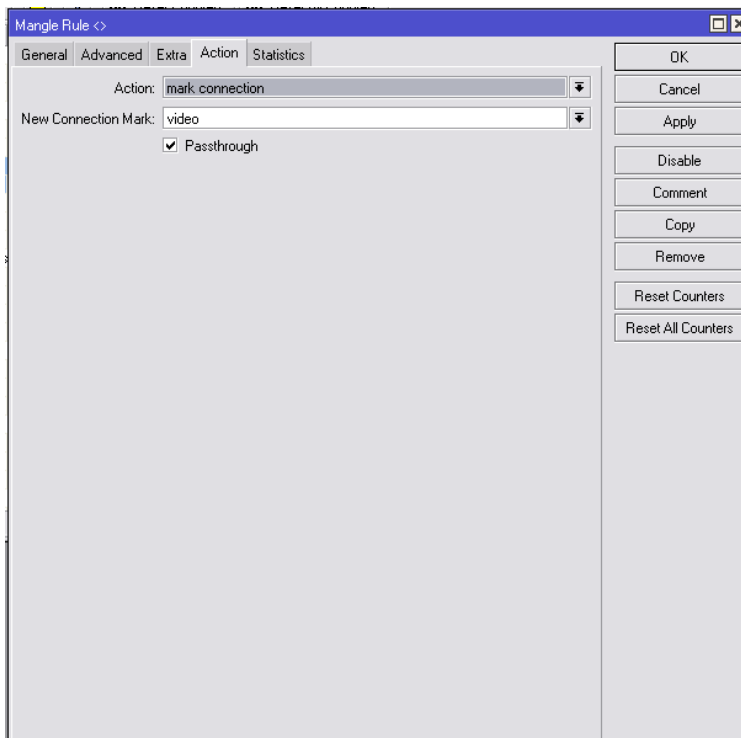 Mangle Rule <>
General Advanced Extra Action Statistics
Action: mark connection
New Connection Mark: video
Passthrough
OK
Cancel
Apply
Disable
Comment
Copy
Remove
Reset Counters
Reset All Counters